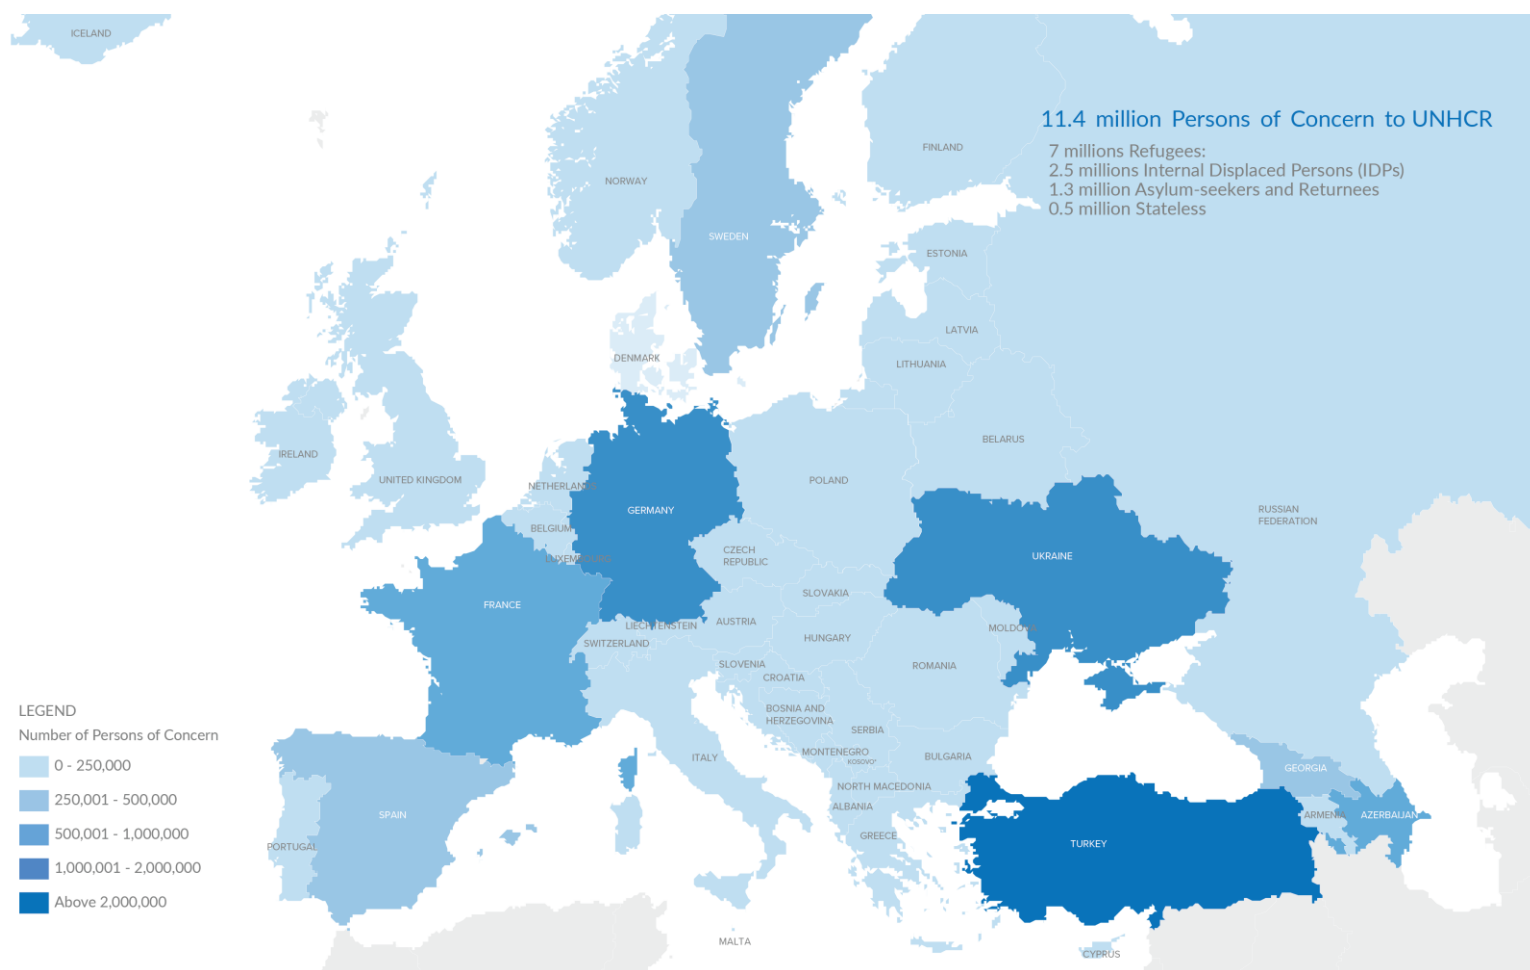 ICELAND
11.4 million Persons of Concern to UNHCR
7 millions Refugees:
2.5 millions Internal Displaced Persons (IDPs)
1.3 million Asylum-seekers and Returnees
0.5 million Stateless
FINLAND
NORWAY
SWEDEN
ESTONIA
LATVIA
DENMARK
LITHUANIA
BELARUS
IRELAND
UNITED KINGDOM
NETHERLANDS
POLAND
GERMANY
RUSSIAN
FEDERATION
BELGIUM
CZECH
REPUBLIC
LUXEMBOURG
UKRAINE
SLOVAKIA
FRANCE
AUSTRIA
LIECHTENSTEIN
MOLDOVA
HUNGARY
SWITZERLAND
SLOVENIA
ROMANIA
CROATIA
BOSNIA AND
HERZEGOVINA
SERBIA
MONTENEGRO
KOSOVO*
ITALY
BULGARIA
GEORGIA
NORTH MACEDONIA
ALBANIA
ARMENIA
AZERBAIJAN
SPAIN
GREECE
TURKEY
PORTUGAL
MALTA
CYPRUS
LEGEND
Number of Persons of Concern
0 - 250,000
250,001 - 500,000
500,001 - 1,000,000
1,000,001 - 2,000,000
Above 2,000,000